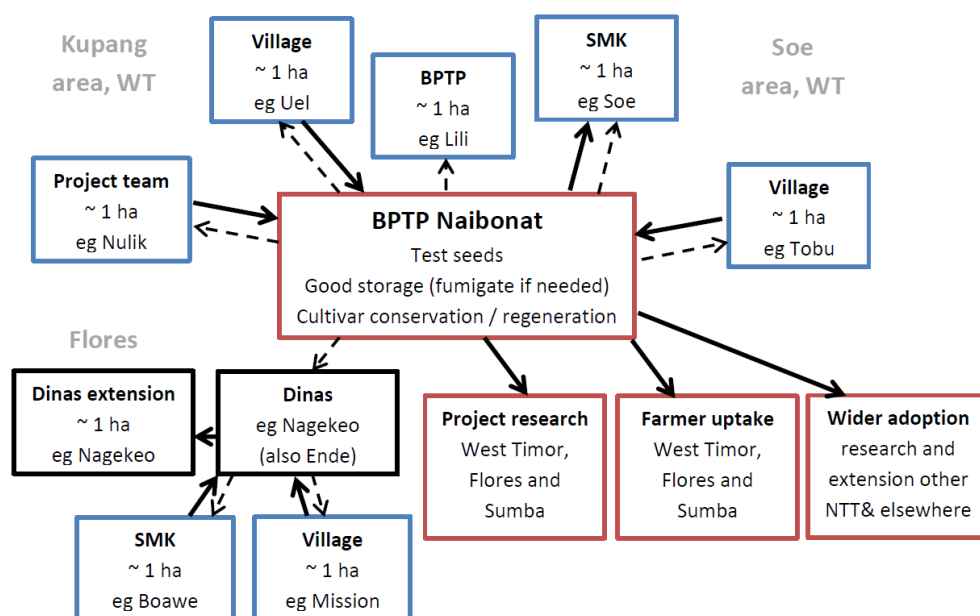 Kupang
area, WT
Village
~ 1 ha
eg Uel
BPTP
~ 1 ha
eg Lili
SMK
~ 1 ha
eg Soe
Soe
area, WT
Project team
~ 1 ha
eg Nulik
BPTP Naibonat
Test seeds
Good storage (fumigate if needed)
Cultivar conservation / regeneration
Village
~ 1 ha
eg Tobu
Flores
Dinas extension
~ 1 ha
eg Nagekeo
Dinas
eg Nagekeo
(also Ende)
Project research
West Timor,
Flores and
Sumba
Farmer uptake
West Timor,
Flores and
Sumba
Wider adoption
research and
extension other
NTT& elsewhere
SMK
~ 1 ha
eg Boawe
Village
~ 1 ha
eg Mission